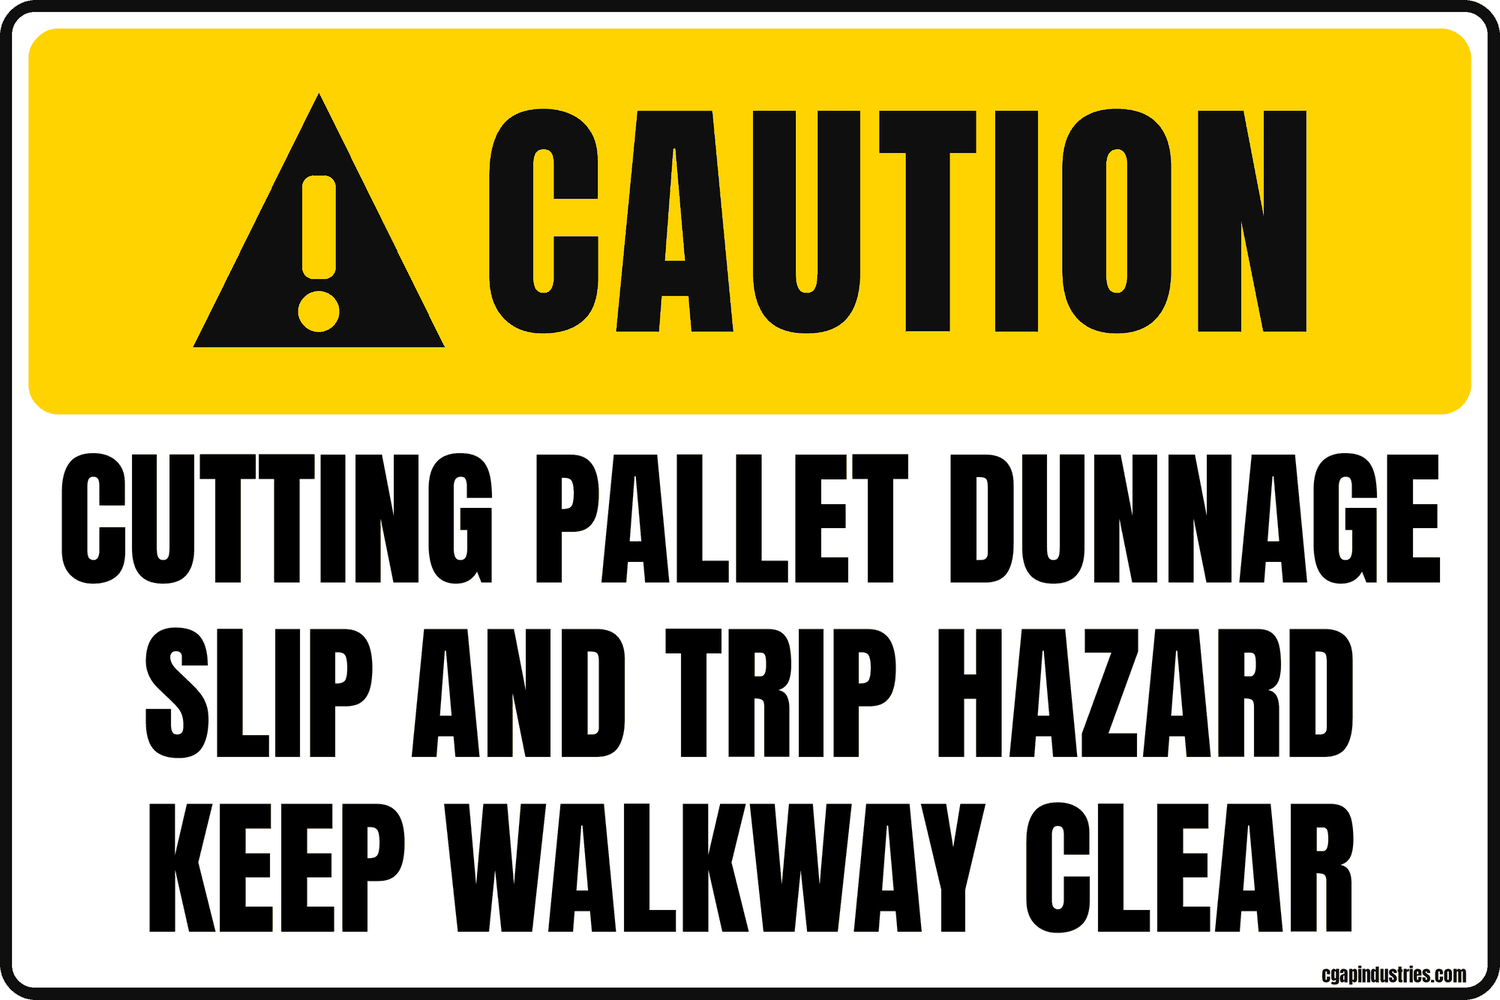 CAUTION
CUTTING PALLET DUNNAGE
SLIP AND TRIP HAZARD
KEEP WALKWAY CLEAR
cgapindustries.com